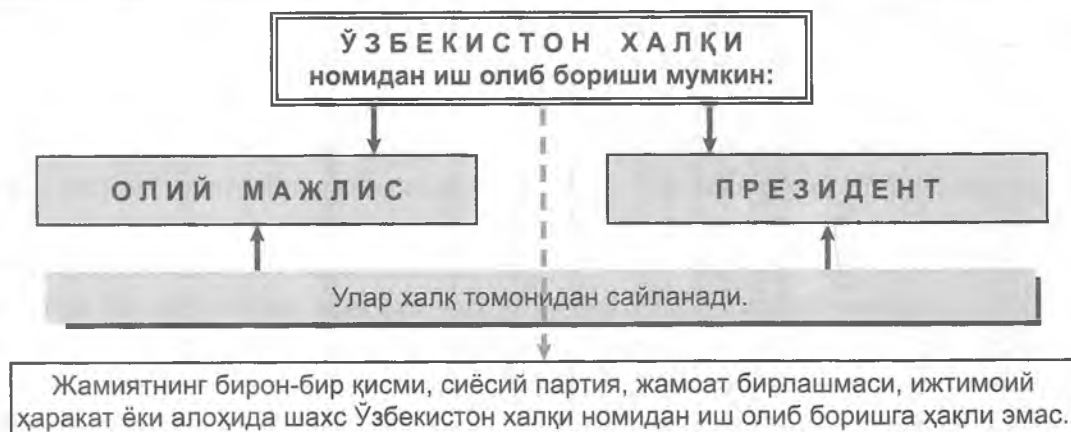 ЎЗБЕКИСТОН ХАЛҚИ
номидан иш олиб бориши мумкин:
ОЛИЙ МАЖЛИС
ПРЕЗИДЕНТ
Улар халқ томонидан сайланади.
Жамиятнинг бирон-бир қисми, сиёсий партия, жамоат бирлашмаси, ижтимоий
ҳаракат ёки алоҳида шахс Ўзбекистон халқи номидан иш олиб боришга ҳақли эмас.